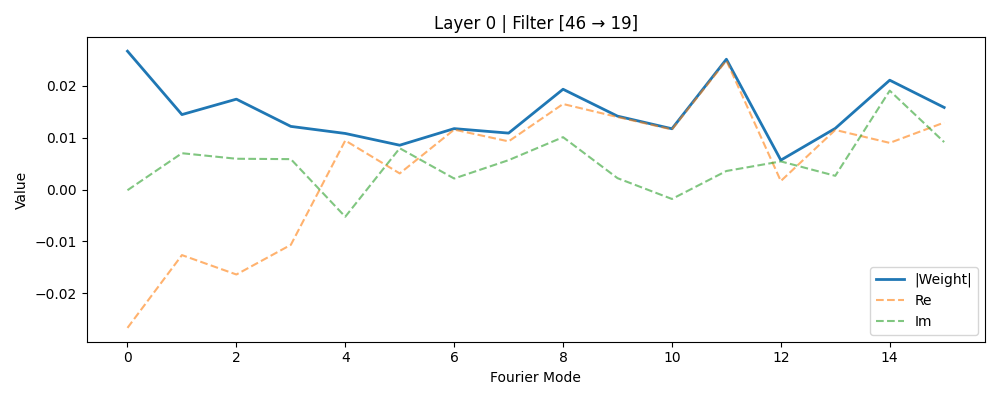 Layer 0 | Filter [46 → 19]
Value
0.02
0.01
0.00
−0.01
−0.02
0 2 4 6 8 10 12 14
Fourier Mode
|Weight|
Re
Im